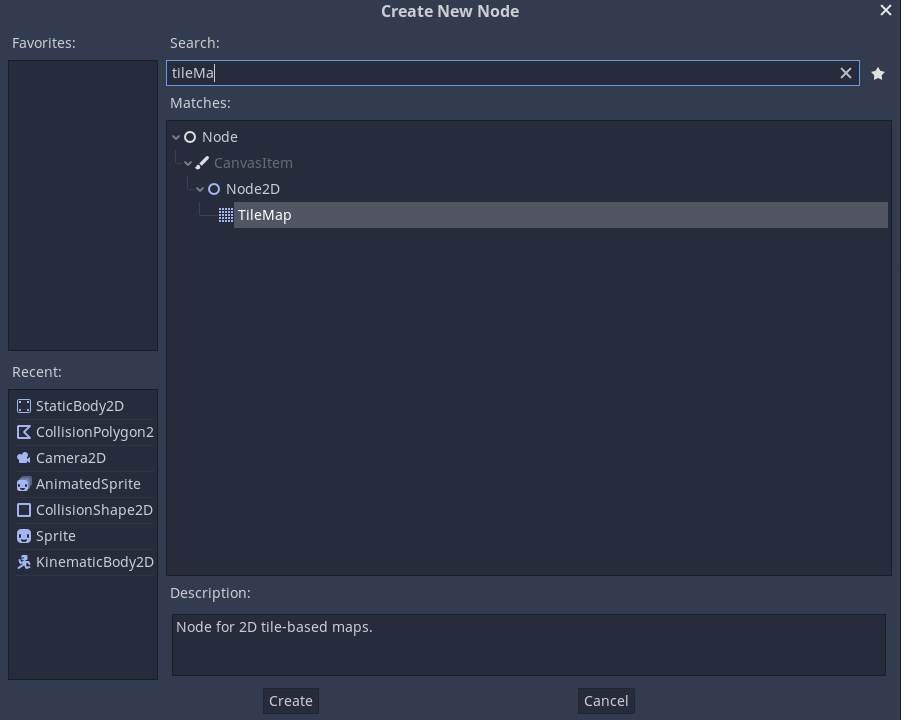 Create New Node
Favorites:
Search:
tileMa
Matches:
Node
CanvasItem
Node2D
TileMap
Recent:
StaticBody2D
CollisionPolygon2
Camera2D
AnimatedSprite
CollisionShape2D
Sprite
KinematicBody2D
Description:
Node for 2D tile-based maps.
Create
Cancel